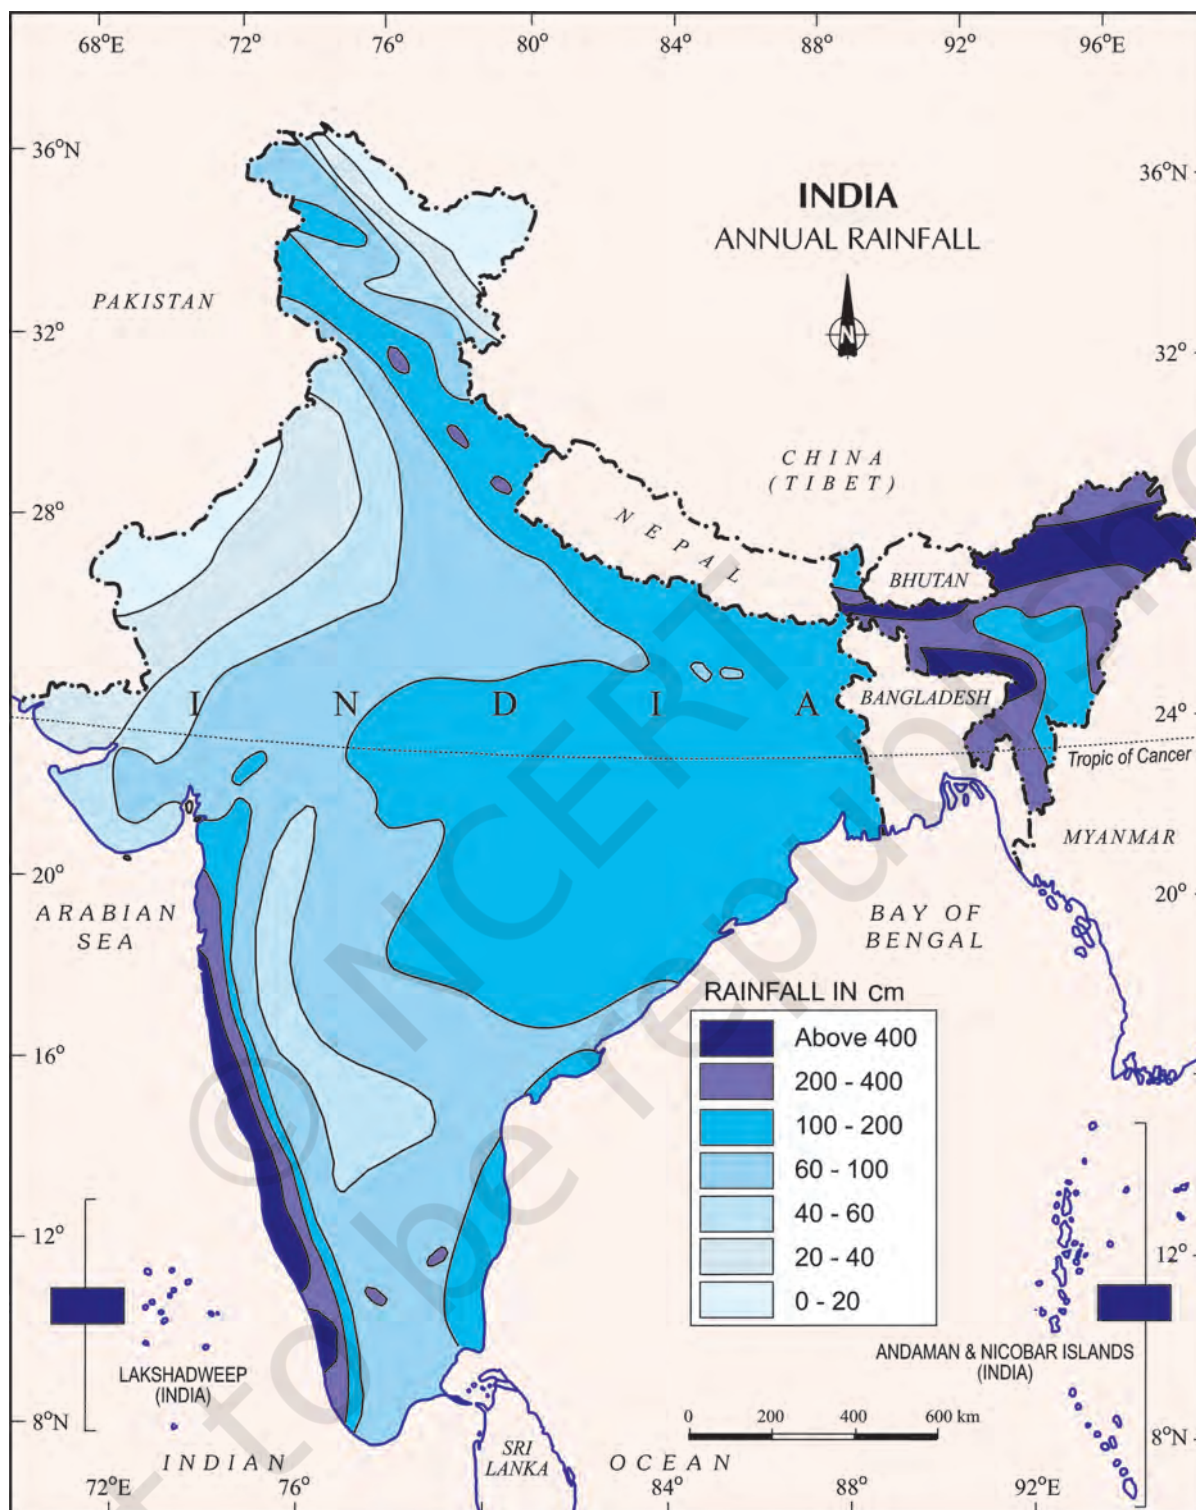 68°E 72° 76° 80° 84° 88° 92° 96°E
36°N
36°N
INDIA
ANNUAL RAINFALL
N
PAKISTAN
32°
32°
CHINA
(TIBET)
28°
28°
NEPAL
BHUTAN
INDIA
BANGLADESH
24°
Tropic of Cancer
MYANMAR
20°
20°
ARABIAN
SEA
BAY OF
BENGAL
RAINFALL IN cm
Above 400
200 - 400
100 - 200
60 - 100
40 - 60
20 - 40
0 - 20
16°
16°
12°
12°
LAKSHADWEEP
(INDIA)
ANDAMAN & NICOBAR ISLANDS
(INDIA)
0 200 400 600 km
8°N
8°N
INDIAN OCEAN
SRI
LANKA
72°E 76° 84° 88° 92°E
© NCERT
not to be republished